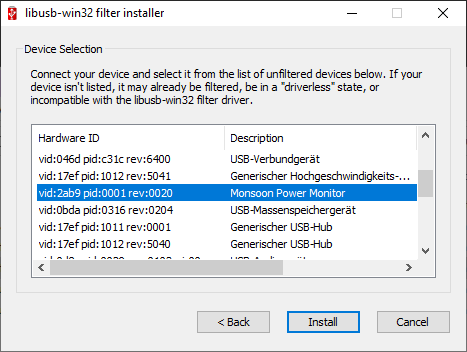 libusb-win32 filter installer
Device Selection
Connect your device and select it from the list of unfiltered devices below. If your
device isn't listed, it may already be filtered, be in a "driverless" state, or
incompatible with the libusb-win32 filter driver.
Hardware ID Description
vid:046d pid:c31c rev:6400 USB-Verbundgerät
vid:17ef pid:1012 rev:5041 Generischer Hochgeschwindigkeits-...
vid:2ab9 pid:0001 rev:0020 Monsoon Power Monitor
vid:0bda pid:0316 rev:0204 USB-Massenspeichergerät
vid:17ef pid:1011 rev:0001 Generischer USB-Hub
vid:17ef pid:1012 rev:5040 Generischer USB-Hub
< Back Install Cancel